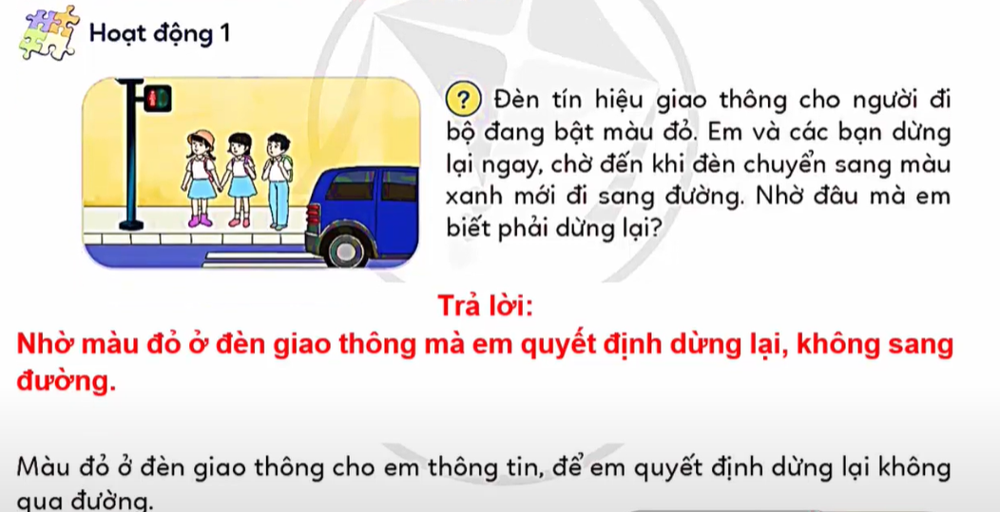 Hoạt động 1
? Đèn tín hiệu giao thông cho người đi
bộ đang bật màu đỏ. Em và các bạn dừng
lại ngay, chờ đến khi đèn chuyển sang màu
xanh mới đi sang đường. Nhờ đâu mà em
biết phải dừng lại?
Trả lời:
Nhờ màu đỏ ở đèn giao thông mà em quyết định dừng lại, không sang
đường.
Màu đỏ ở đèn giao thông cho em thông tin, để em quyết định dừng lại không
qua đường.